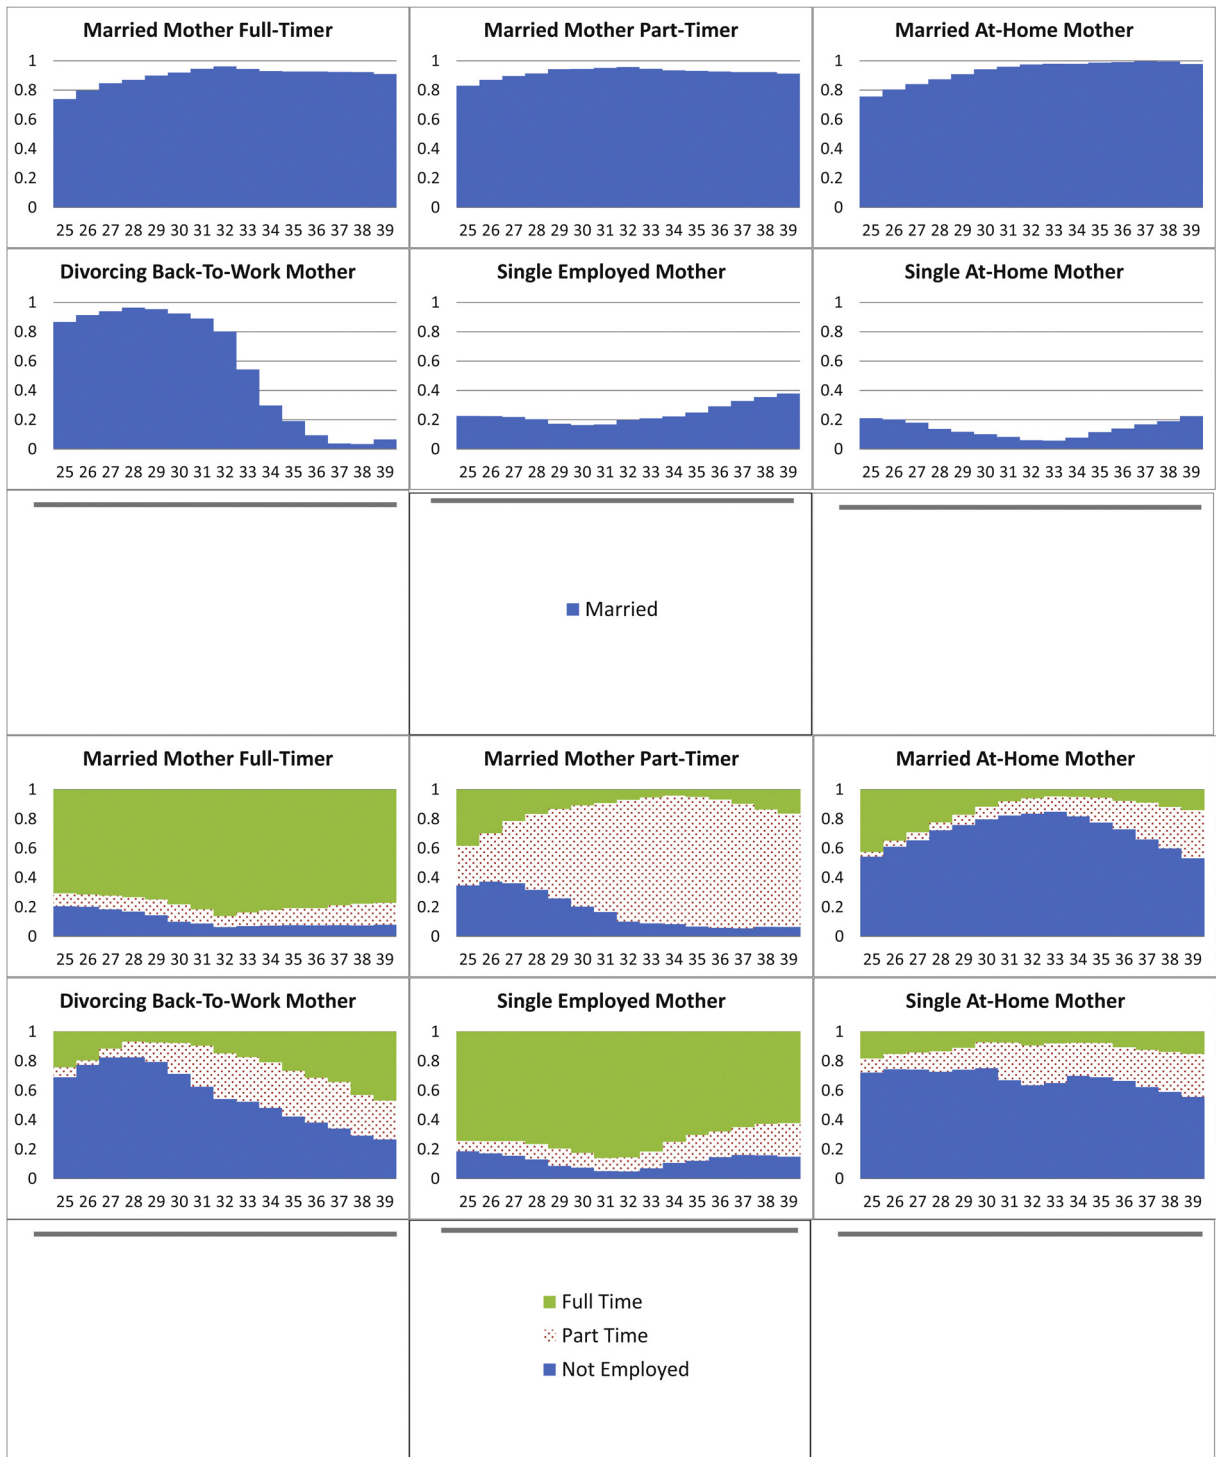 Married Mother Full-Timer
1
0.8
0.6
0.4
0.2
0
25 26 27 28 29 30 31 32 33 34 35 36 37 38 39
Married Mother Part-Timer
1
0.8
0.6
0.4
0.2
0
25 26 27 28 29 30 31 32 33 34 35 36 37 38 39
Married At-Home Mother
1
0.8
0.6
0.4
0.2
0
25 26 27 28 29 30 31 32 33 34 35 36 37 38 39
Divorcing Back-To-Work Mother
1
0.8
0.6
0.4
0.2
0
25 26 27 28 29 30 31 32 33 34 35 36 37 38 39
Single Employed Mother
1
0.8
0.6
0.4
0.2
0
25 26 27 28 29 30 31 32 33 34 35 36 37 38 39
Single At-Home Mother
1
0.8
0.6
0.4
0.2
0
25 26 27 28 29 30 31 32 33 34 35 36 37 38 39
Married
Married Mother Full-Timer
1
0.8
0.6
0.4
0.2
0
25 26 27 28 29 30 31 32 33 34 35 36 37 38 39
Married Mother Part-Timer
1
0.8
0.6
0.4
0.2
0
25 26 27 28 29 30 31 32 33 34 35 36 37 38 39
Married At-Home Mother
1
0.8
0.6
0.4
0.2
0
25 26 27 28 29 30 31 32 33 34 35 36 37 38 39
Divorcing Back-To-Work Mother
1
0.8
0.6
0.4
0.2
0
25 26 27 28 29 30 31 32 33 34 35 36 37 38 39
Single Employed Mother
1
0.8
0.6
0.4
0.2
0
25 26 27 28 29 30 31 32 33 34 35 36 37 38 39
Single At-Home Mother
1
0.8
0.6
0.4
0.2
0
25 26 27 28 29 30 31 32 33 34 35 36 37 38 39
Full Time
Part Time
Not Employed